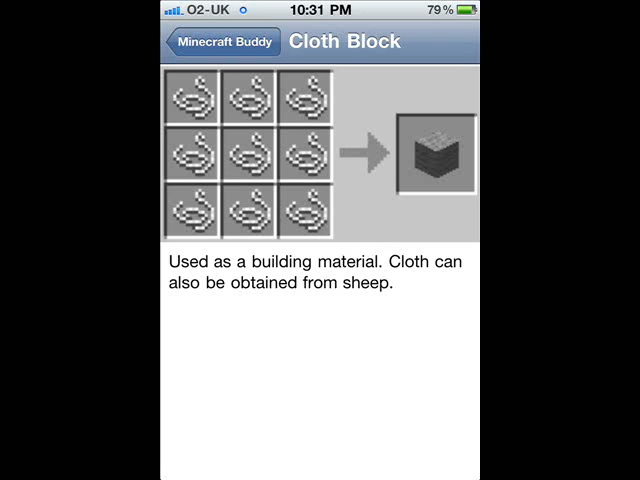 O2-UK 10:31 PM 79%
Minecraft Buddy Cloth Block
Used as a building material. Cloth can
also be obtained from sheep.